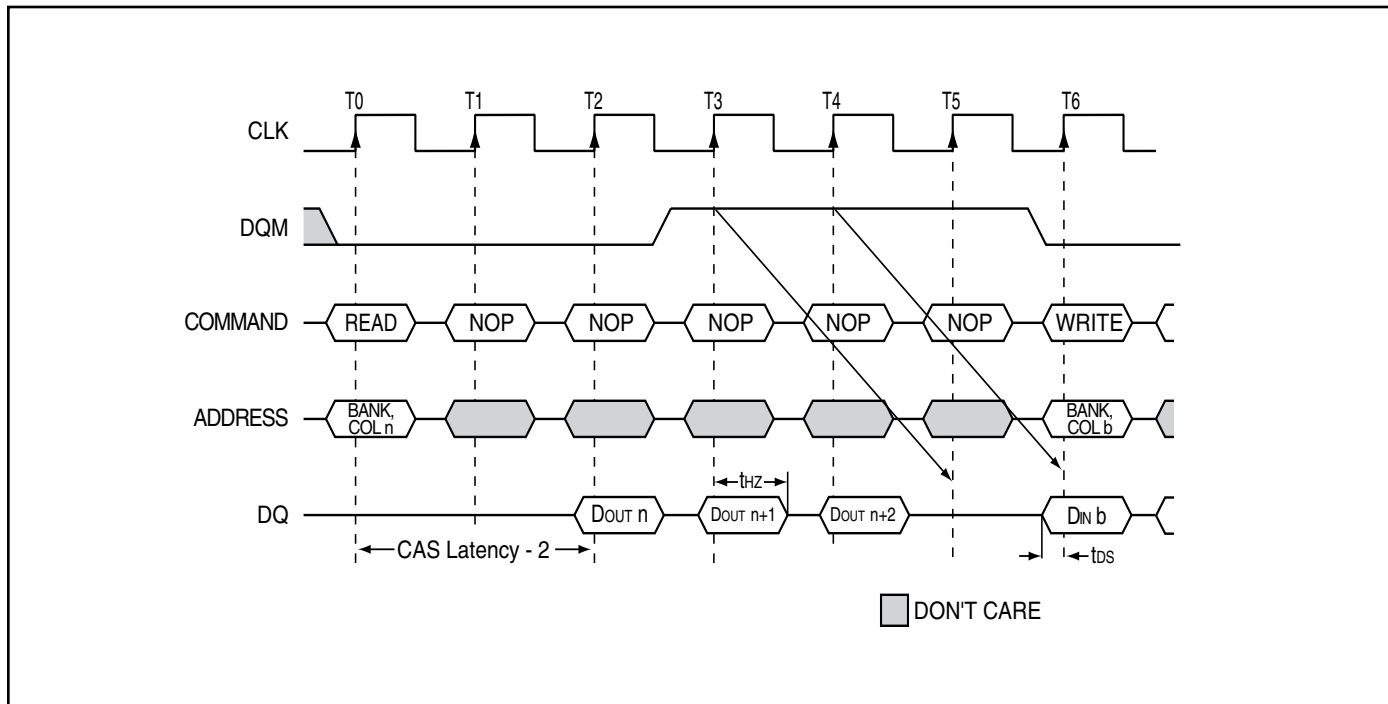 T0 T1 T2 T3 T4 T5 T6
CLK
DQM
COMMAND READ NOP NOP NOP NOP NOP WRITE
ADDRESS BANK, COL n BANK, COL b
tHZ
DQ DOUT n DOUT n+1 DOUT n+2 DIN b
CAS Latency - 2 tDS
DON'T CARE